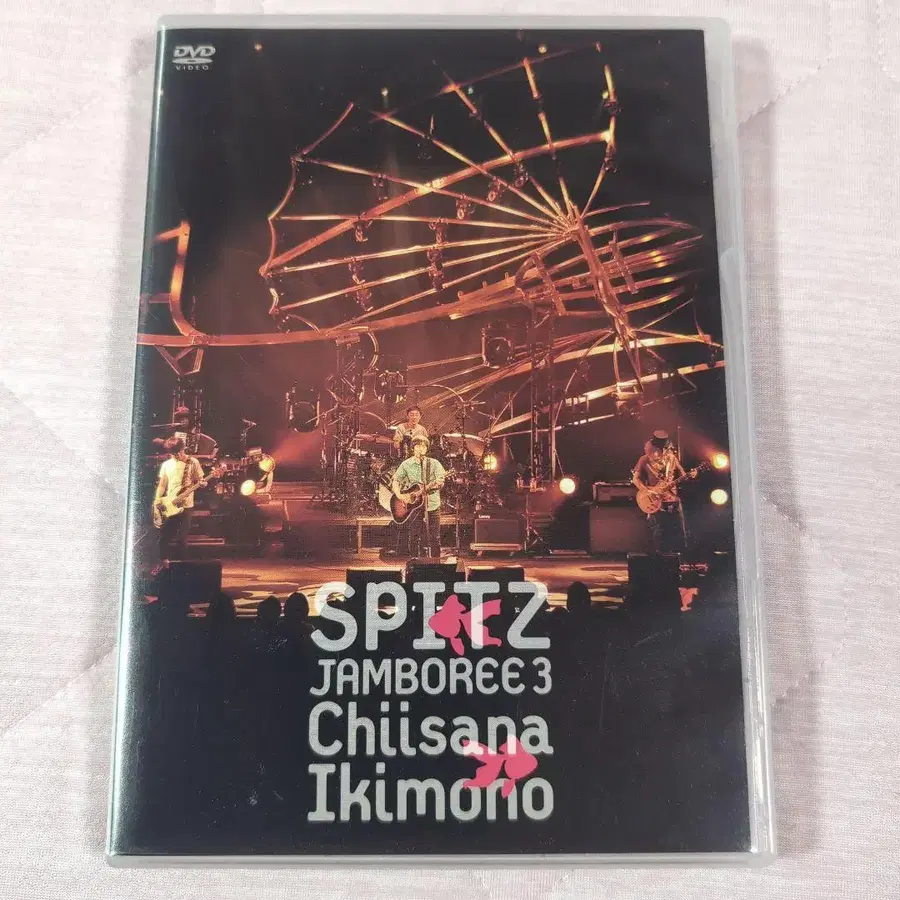 DVD
VIDEO
SPITZ
JAMBOREE 3
Chiisana
Ikimono